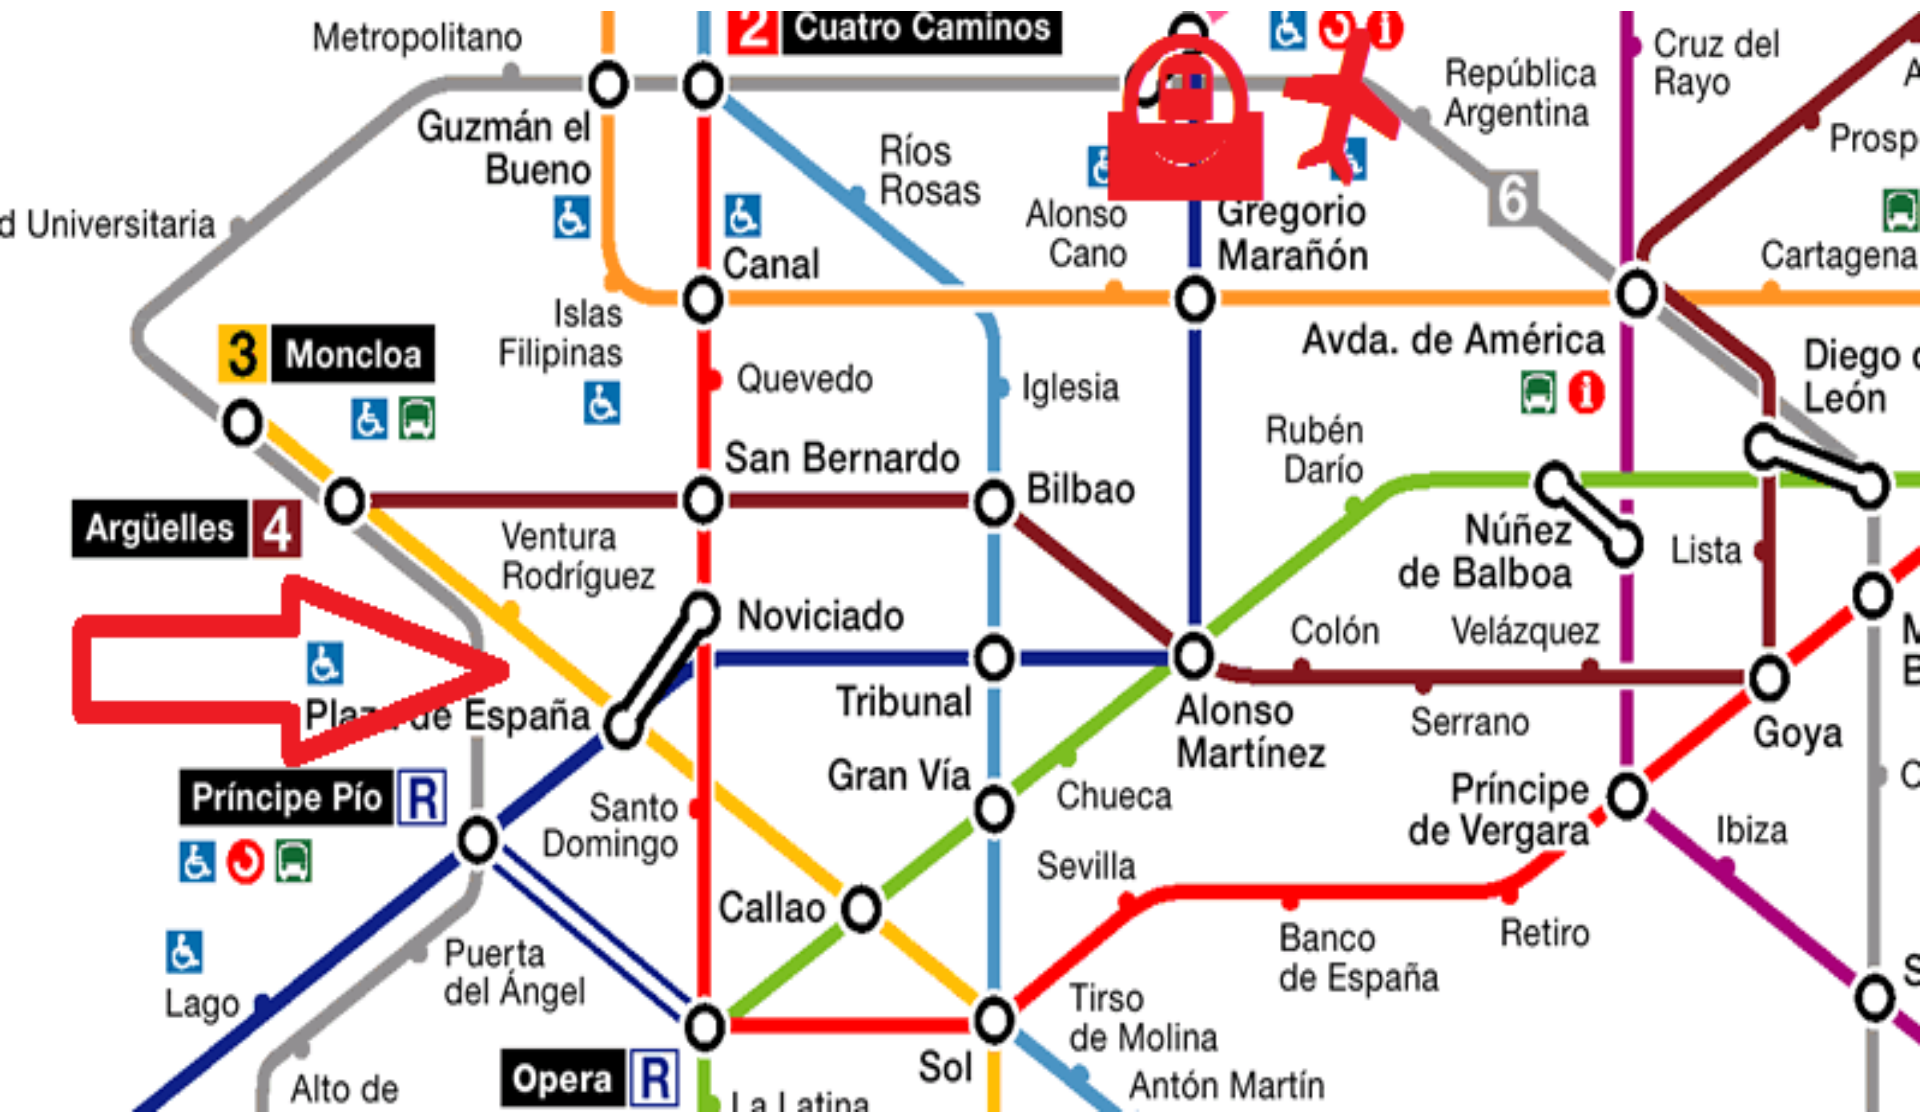 Metropolitano
2 Cuatro Caminos
Cruz del
Rayo
República
Argentina
Guzmán el
Bueno
Ríos
Rosas
Prosp
6
d Universitaria
Alonso
Cano
Gregorio
Marañón
Canal
Cartagena
Islas
Filipinas
3 Moncloa
Avda. de América
Diego
León
Quevedo
Iglesia
Rubén
Darío
San Bernardo
Bilbao
Argüelles 4
Ventura
Rodríguez
Núñez
de Balboa
Lista
Noviciado
Colón
Velázquez
Plaza de España
Tribunal
Alonso
Martínez
Serrano
Goya
Príncipe Pío R
Gran Vía
Chueca
Santo
Domingo
Príncipe
de Vergara
Ibiza
Sevilla
Callao
Banco
de España
Retiro
Puerta
del Ángel
Lago
Tirso
de Molina
Sol
Opera R
Alto de
Antón Martín
La Latina